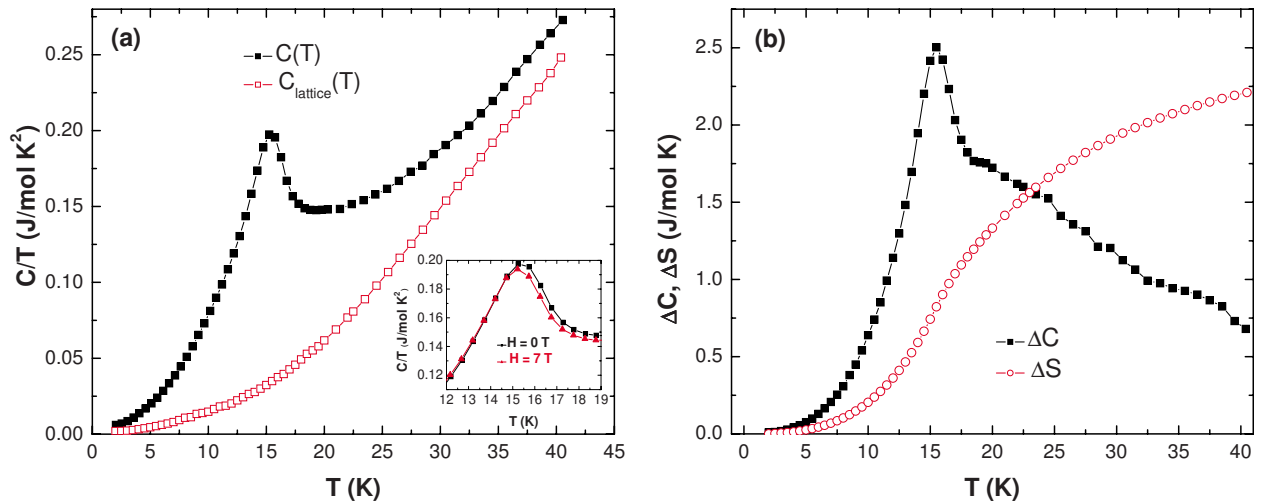 (a)
C(T)
C_lattice(T)
C/T (J/mol K²)
0.25
0.20
0.15
0.10
0.05
0.00
0 5 10 15 20 25 30 35 40 45
T (K)
C/T (J/mol K²)
0.20
0.18
0.16
0.14
0.12
H = 0 T
H = 7 T
12 13 14 15 16 17 18 19
T (K)
(b)
ΔC, ΔS (J/mol K)
2.5
2.0
1.5
1.0
0.5
0.0
ΔC
ΔS
0 5 10 15 20 25 30 35 40
T (K)